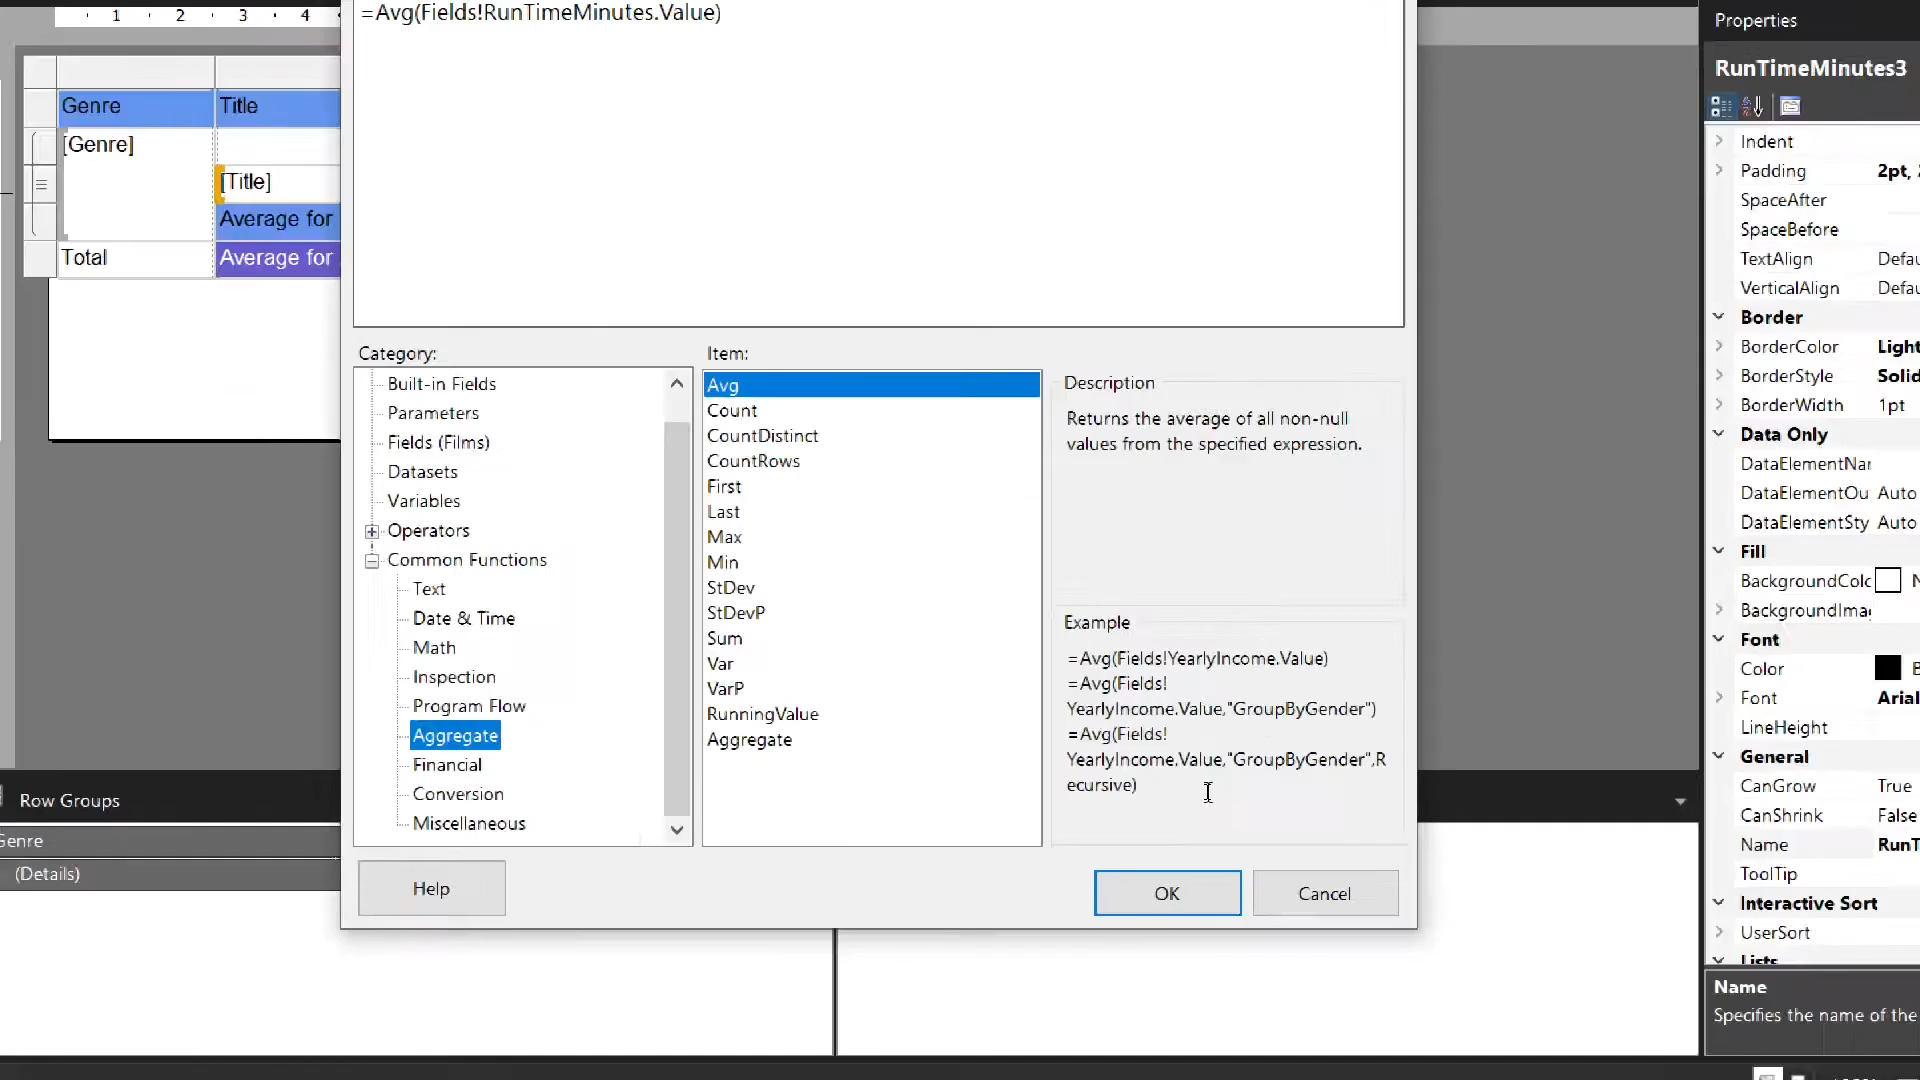 1 2 3 4
Genre Title
[Genre]
[Title]
Average for
Total Average for
Row Groups
Genre
(Details)
=Avg(Fields!RunTimeMinutes.Value)
Category:
Built-in Fields
Parameters
Fields (Films)
Datasets
Variables
Operators
Common Functions
Text
Date & Time
Math
Inspection
Program Flow
Aggregate
Financial
Conversion
Miscellaneous
Item:
Avg
Count
CountDistinct
CountRows
First
Last
Max
Min
StDev
StDevP
Sum
Var
VarP
RunningValue
Aggregate
Description
Returns the average of all non-null
values from the specified expression.
Example
=Avg(Fields!YearlyIncome.Value)
=Avg(Fields!
YearlyIncome.Value,"GroupByGender")
=Avg(Fields!
YearlyIncome.Value,"GroupByGender",R
ecursive)
Help
OK
Cancel
Properties
RunTimeMinutes3
Indent
Padding 2pt,
SpaceAfter
SpaceBefore
TextAlign Defau
VerticalAlign Defau
Border
BorderColor Light
BorderStyle Solid
BorderWidth 1pt
Data Only
DataElementNar
DataElementOu Auto
DataElementSty Auto
Fill
BackgroundColo
BackgroundImag
Font
Color
Font Arial
LineHeight
General
CanGrow True
CanShrink False
Name RunT
ToolTip
Interactive Sort
UserSort
Lists
Name
Specifies the name of the